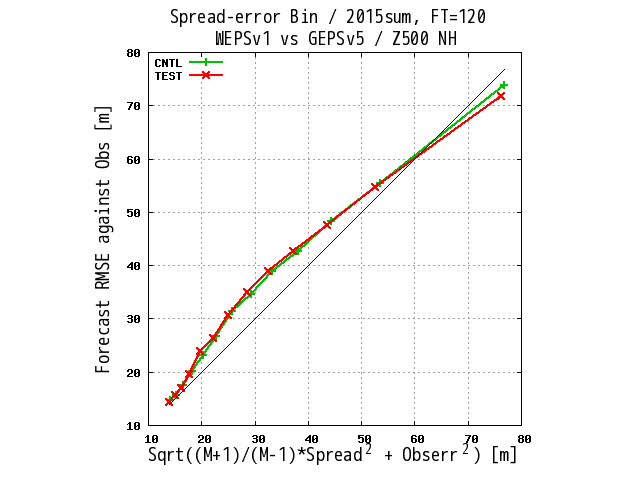 Spread-error Bin / 2015sum, FT=120
WEPSv1 vs GEPSv5 / Z500 NH
CNTL
TEST
Forecast RMSE against Obs [m]
80
70
60
50
40
30
20
10
10 20 30 40 50 60 70 80
Sqrt((M+1)/(M-1)*Spread² + Obserr²) [m]